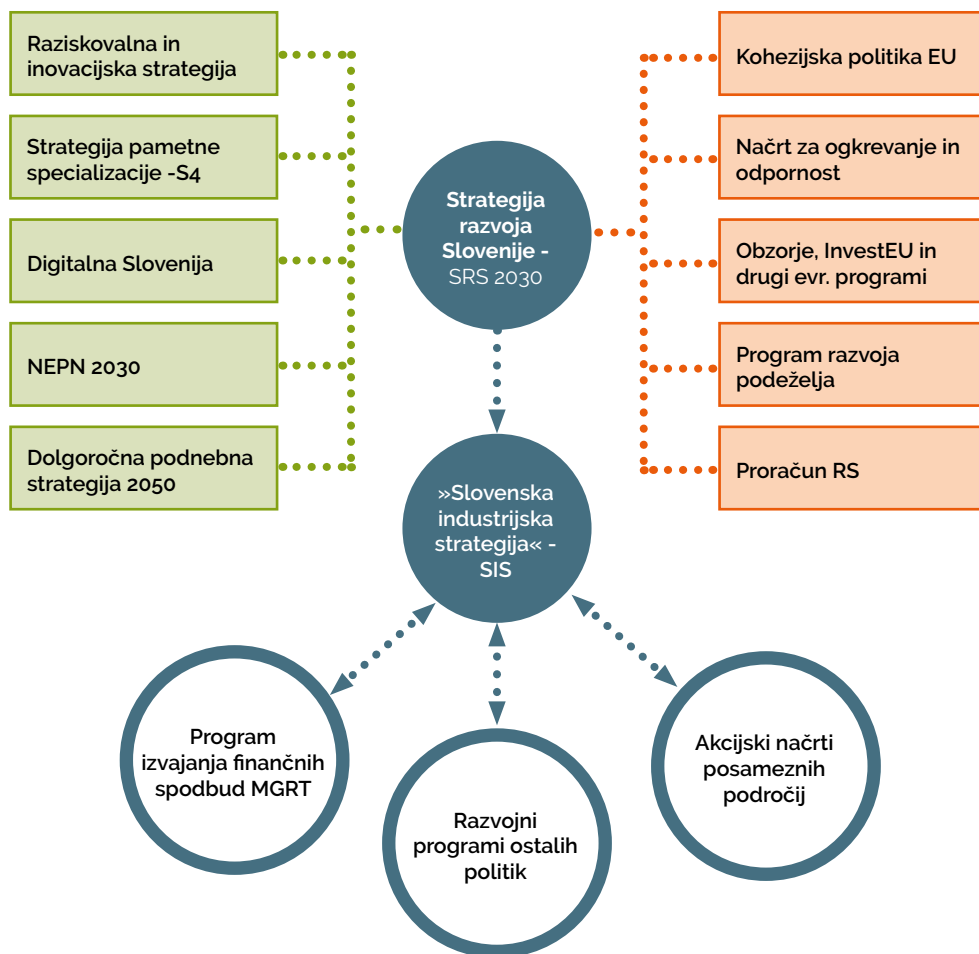 Raziskovalna in
inovacijska strategija
Strategija pametne
specializacije -S4
Digitalna Slovenija
NEPN 2030
Dolgoročna podnebna
strategija 2050
Strategija
razvoja
Slovenije -
SRS 2030
Kohezijska politika EU
Načrt za ogkrevanje in
odpornost
Obzorje, InvestEU in
drugi evr. programi
Program razvoja
podeželja
Proračun RS
»Slovenska
industrijska
strategija« -
SIS
Program
izvajanja finančnih
spodbud MGRT
Razvojni
programi ostalih
politik
Akcijski načrti
posameznih
področij